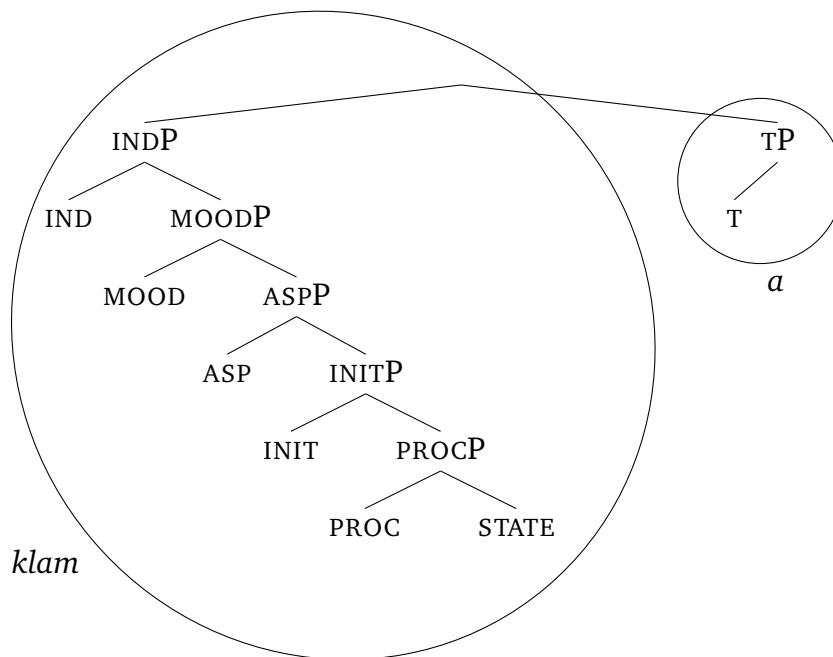 INDP TP
IND MOODP T
MOOD ASPP a
ASP INITP
INIT PROCP
PROC STATE
klam